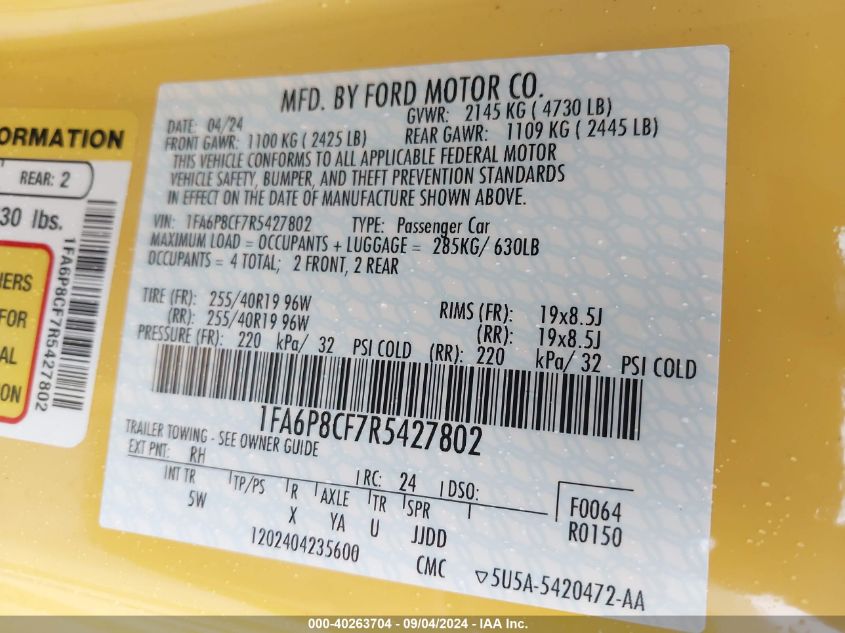 ORMATION
REAR: 2
30 lbs.
HERS
FOR
AL
ION
1FA6P8CF7R5427802
MFD. BY FORD MOTOR CO.
DATE: 04/24
GVWR: 2145 KG ( 4730 LB)
FRONT GAWR: 1100 KG ( 2425 LB)
REAR GAWR: 1109 KG ( 2445 LB)
THIS VEHICLE CONFORMS TO ALL APPLICABLE FEDERAL MOTOR
VEHICLE SAFETY, BUMPER, AND THEFT PREVENTION STANDARDS
IN EFFECT ON THE DATE OF MANUFACTURE SHOWN ABOVE.
VIN: 1FA6P8CF7R5427802 TYPE: Passenger Car
MAXIMUM LOAD = OCCUPANTS + LUGGAGE = 285KG/ 630LB
OCCUPANTS = 4 TOTAL; 2 FRONT, 2 REAR
TIRE (FR): 255/40R19 96W RIMS (FR): 19x8.5J
(RR): 255/40R19 96W (RR): 19x8.5J
PRESSURE (FR): 220 kPa/ 32 PSI COLD (RR): 220 kPa/ 32 PSI COLD
1FA6P8CF7R5427802
TRAILER TOWING - SEE OWNER GUIDE
EXT PNT: RH RC: 24 DSO:
INT TR TP/PS R AXLE TR SPR
5W X YA U JJDD
F0064
R0150
1202404235600 CMC
5U5A-5420472-AA
000-40263704 - 09/04/2024 - IAA Inc.